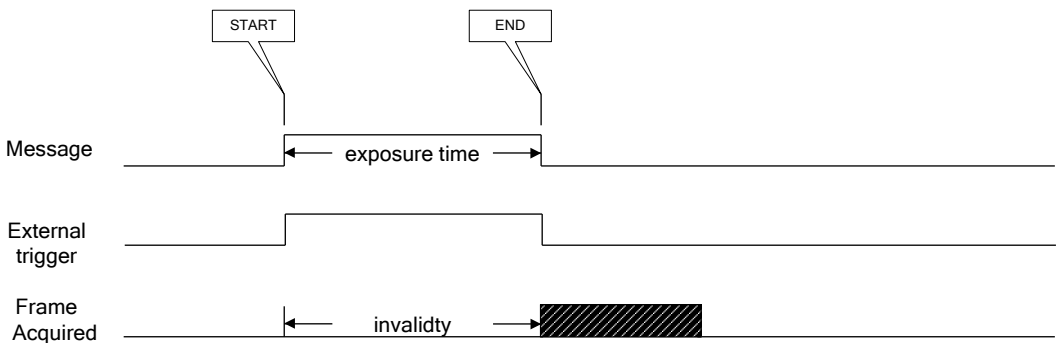 START
END
Message
exposure time
External
trigger
Frame
Acquired
invalidty